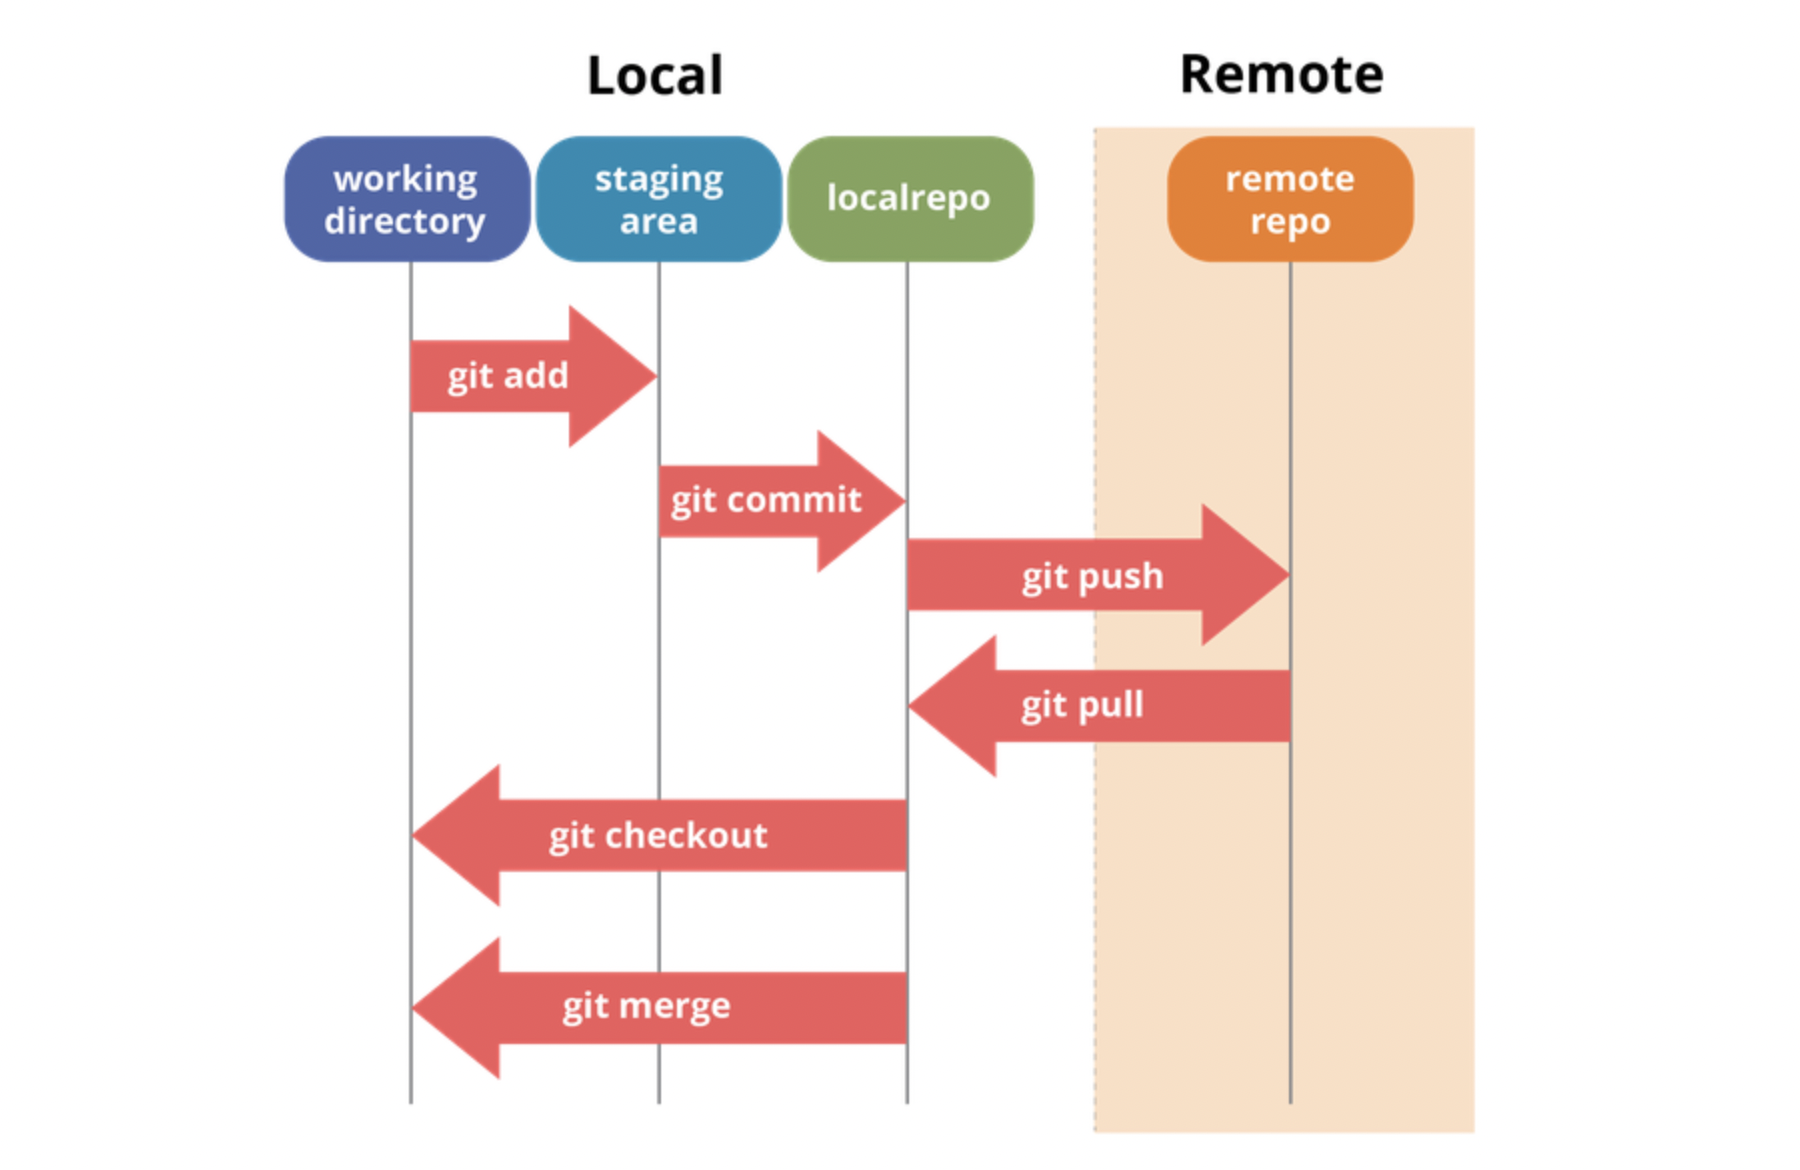 Local
Remote
working
directory
staging
area
localrepo
remote
repo
git add
git commit
git push
git pull
git checkout
git merge